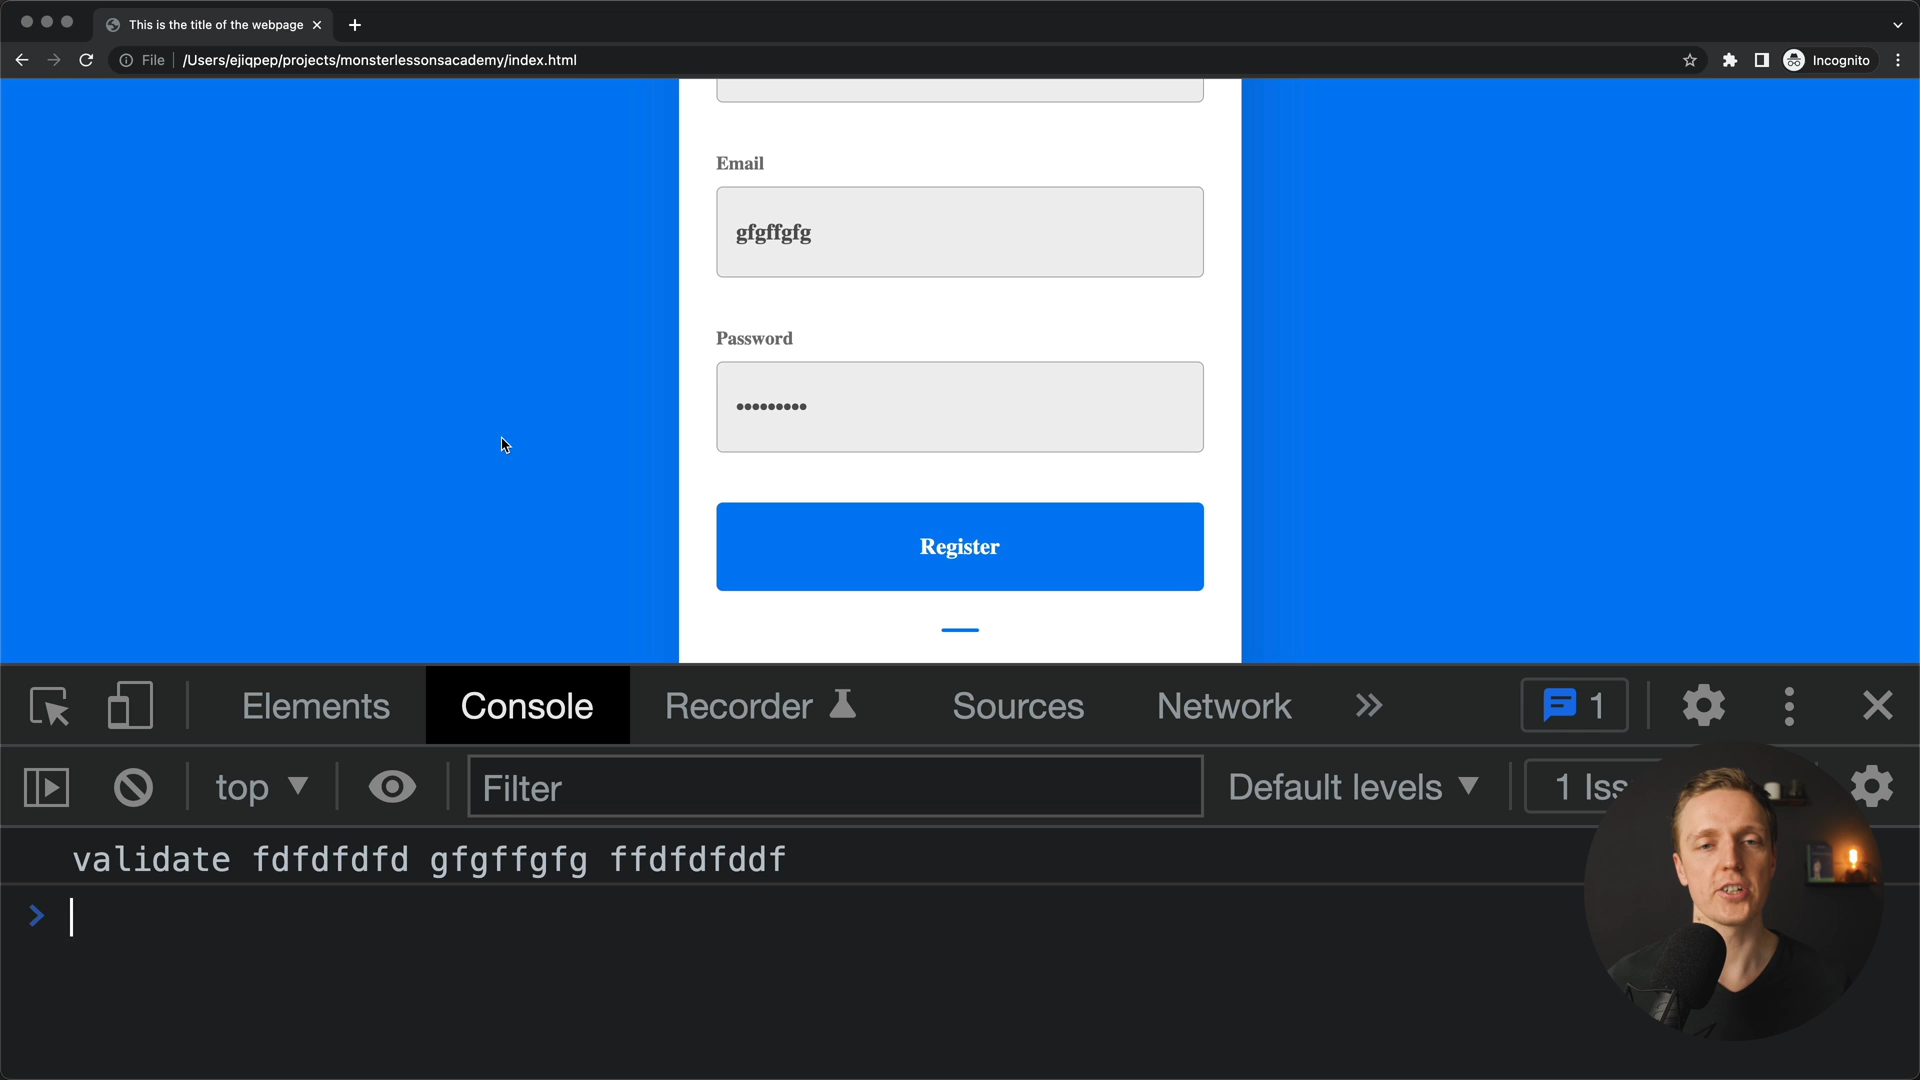 This is the title of the webpage
File /Users/ejiqpep/projects/monsterlessonsacademy/index.html
Incognito
Email
gfgffgfg
Password
•••••••••
Register
Elements Console Recorder Sources Network 1
top Filter Default levels 1 Iss
validate fdfdfdfd gfgffgfg ffdfdfddf